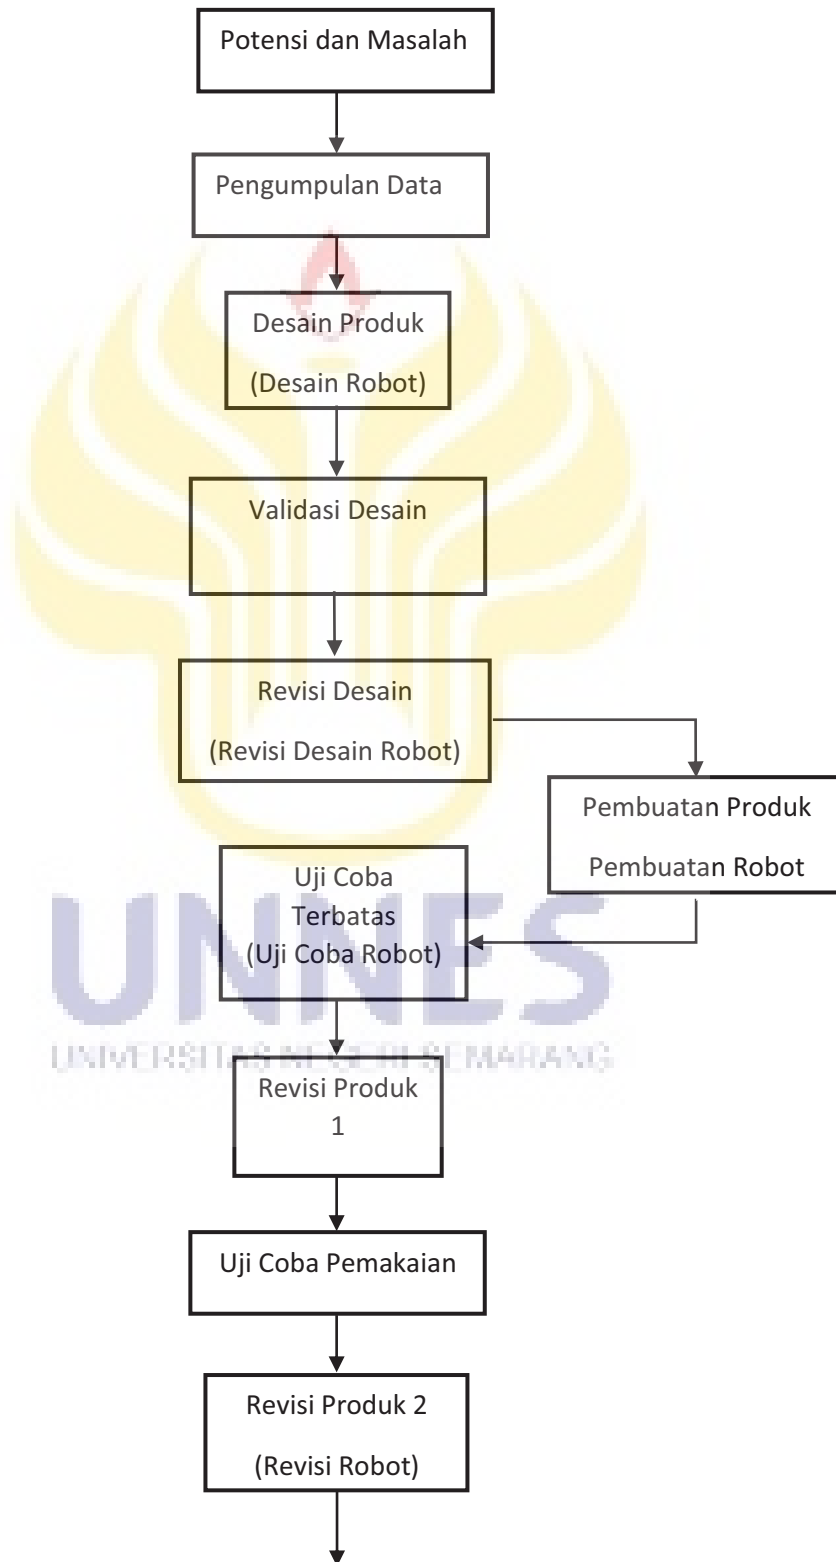 Potensi dan Masalah
Pengumpulan Data
Desain Produk
(Desain Robot)
Validasi Desain
Revisi Desain
(Revisi Desain Robot)
Pembuatan Produk
Pembuatan Robot
Uji Coba
Terbatas
(Uji Coba Robot)
UNNES
UNIVERSITAS NEGERI SEMARANG
Revisi Produk
1
Uji Coba Pemakaian
Revisi Produk 2
(Revisi Robot)